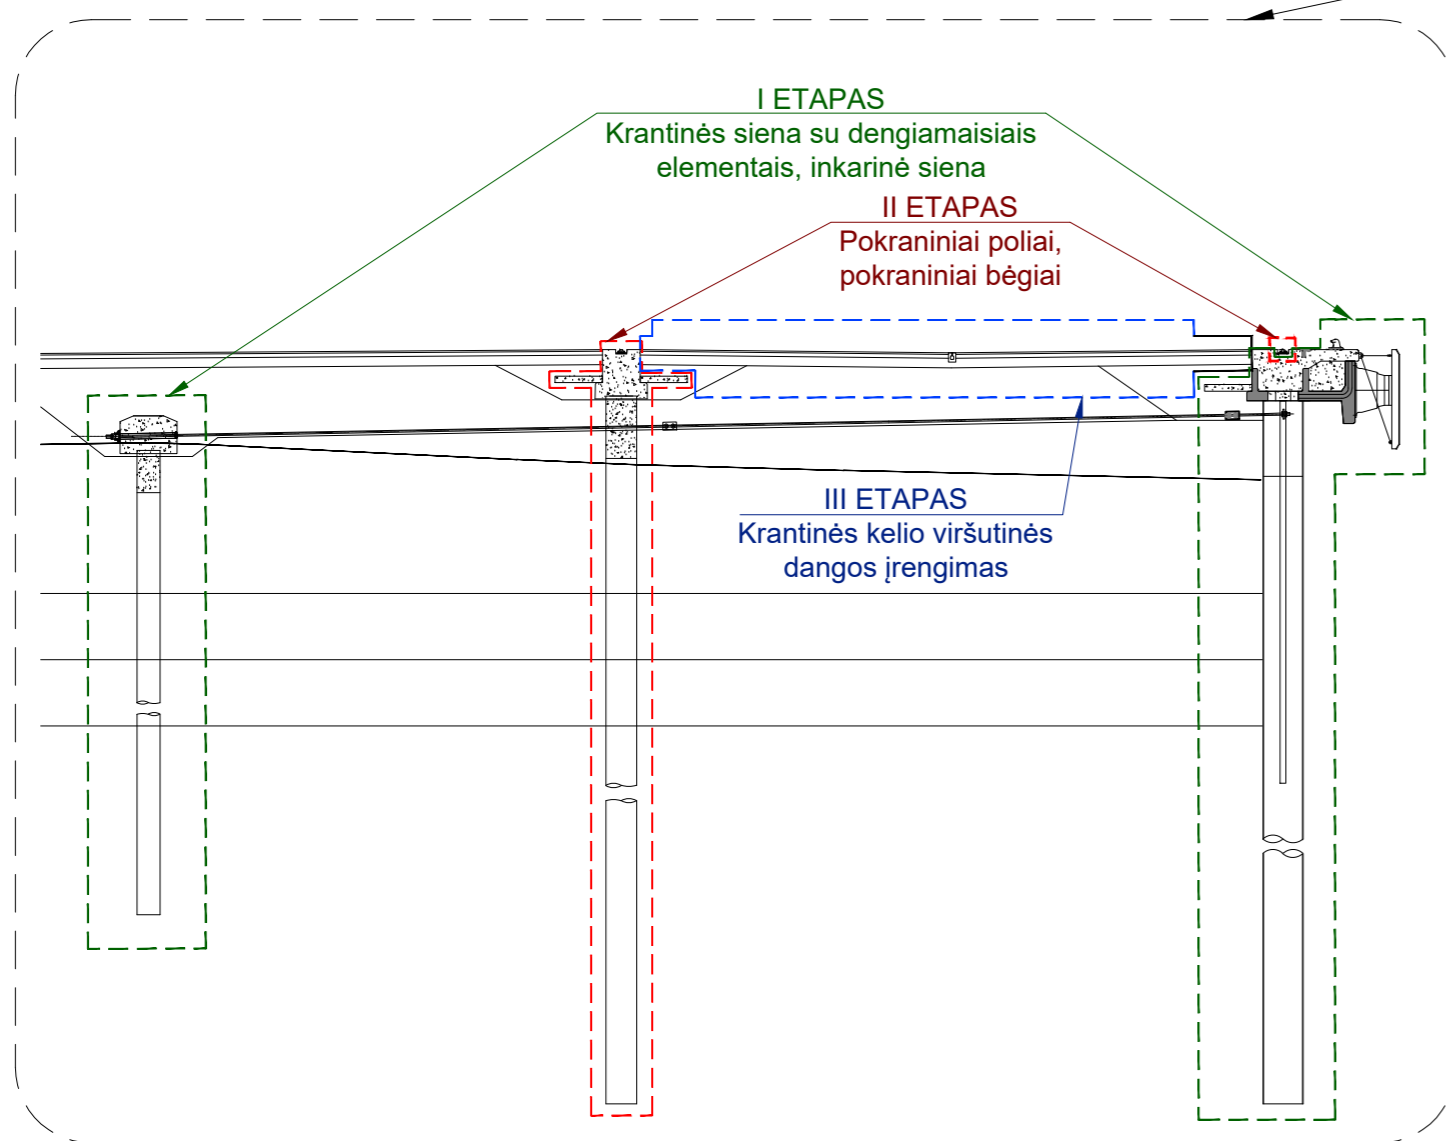 I ETAPAS
Krantinės siena su dengiamaisiais
elementais, inkarinė siena
II ETAPAS
Pokraniniai poliai,
pokraniniai bėgiai
III ETAPAS
Krantinės kelio viršutinės
dangos įrengimas